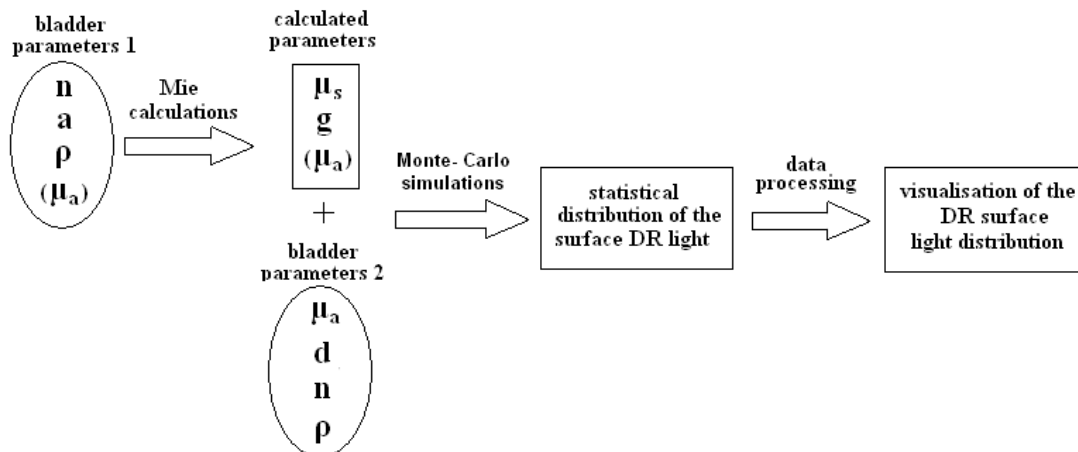 bladder
parameters 1
n
a
ρ
(μa)
Mie
calculations
calculated
parameters
μs
g
(μa)
+
bladder
parameters 2
μa
d
n
ρ
Monte- Carlo
simulations
statistical
distribution of the
surface DR light
data
processing
visualisation of the
DR surface
light distribution